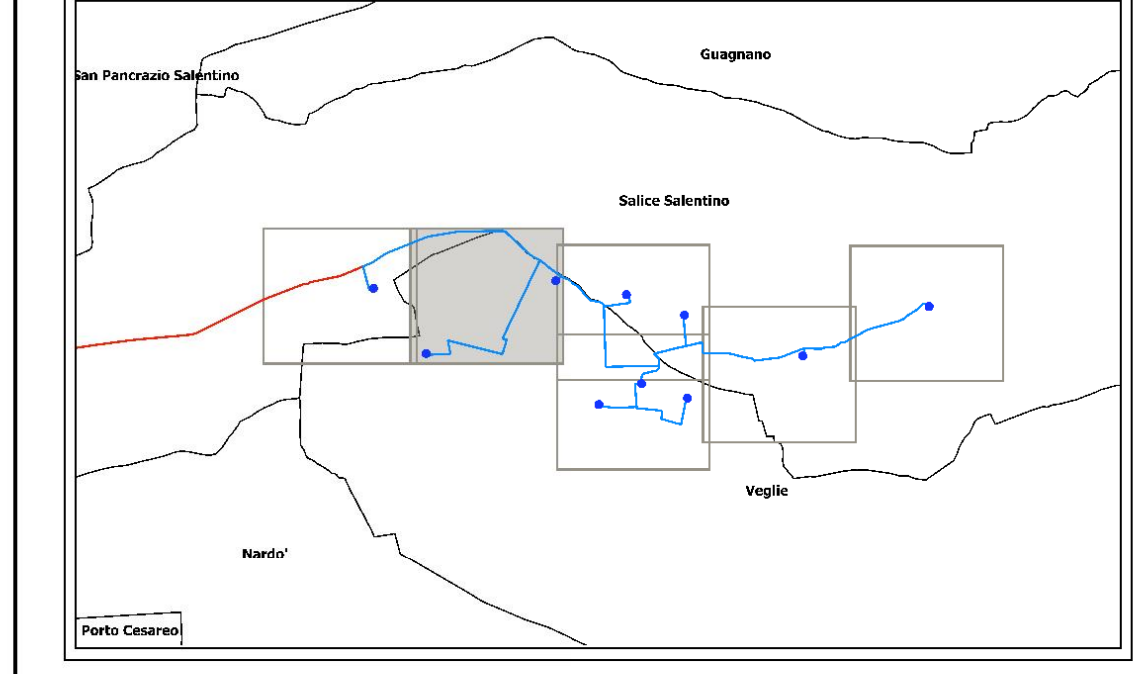 Guagnano
San Pancrazio Salentino
Salice Salentino
Veglie
Nardo'
Porto Cesareo